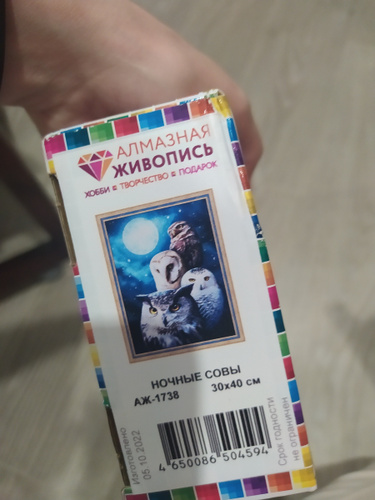 АЛМАЗНАЯ
ЖИВОПИСЬ
ХОББИ = ТВОРЧЕСТВО = ПОДАРОК
НОЧНЫЕ СОВЫ
АЖ-1738 30х40 см
Изготовлено
05.10.2022
4 650086 504594
Срок годности
не ограничен